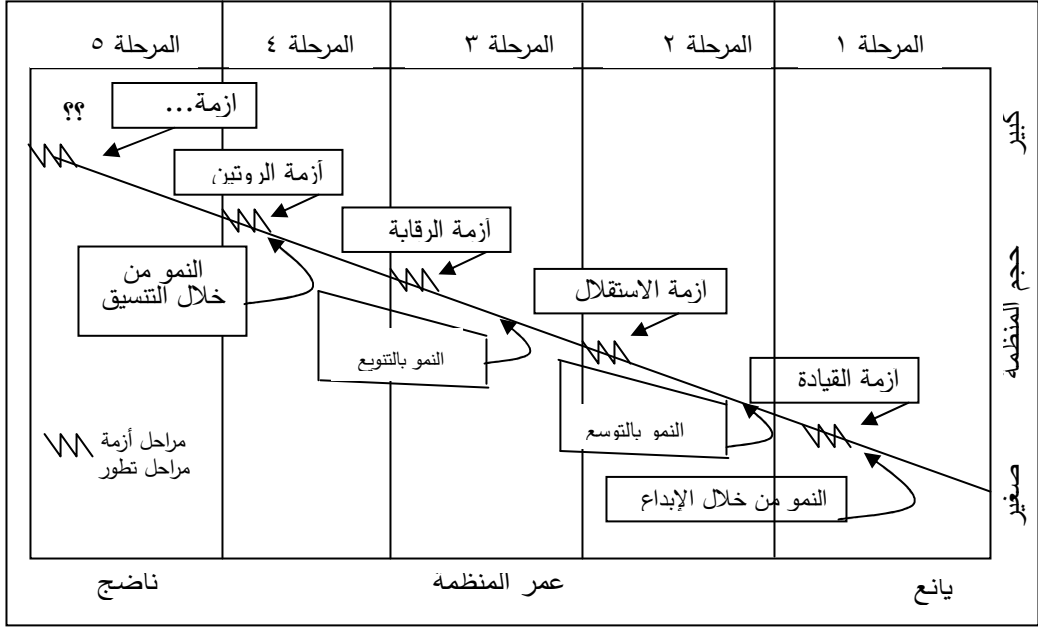 المرحلة ١
المرحلة ٢
المرحلة ٣
المرحلة ٤
المرحلة ٥
كبير
حجم المنظمة
صغير
ازمة...
؟؟
أزمة الروتين
أزمة الرقابة
ازمة الاستقلال
ازمة القيادة
النمو من
خلال التنسيق
النمو بالتنويع
النمو بالتوسع
النمو من خلال الإبداع
مراحل أزمة
مراحل تطور
يانع
عمر المنظمة
ناضج